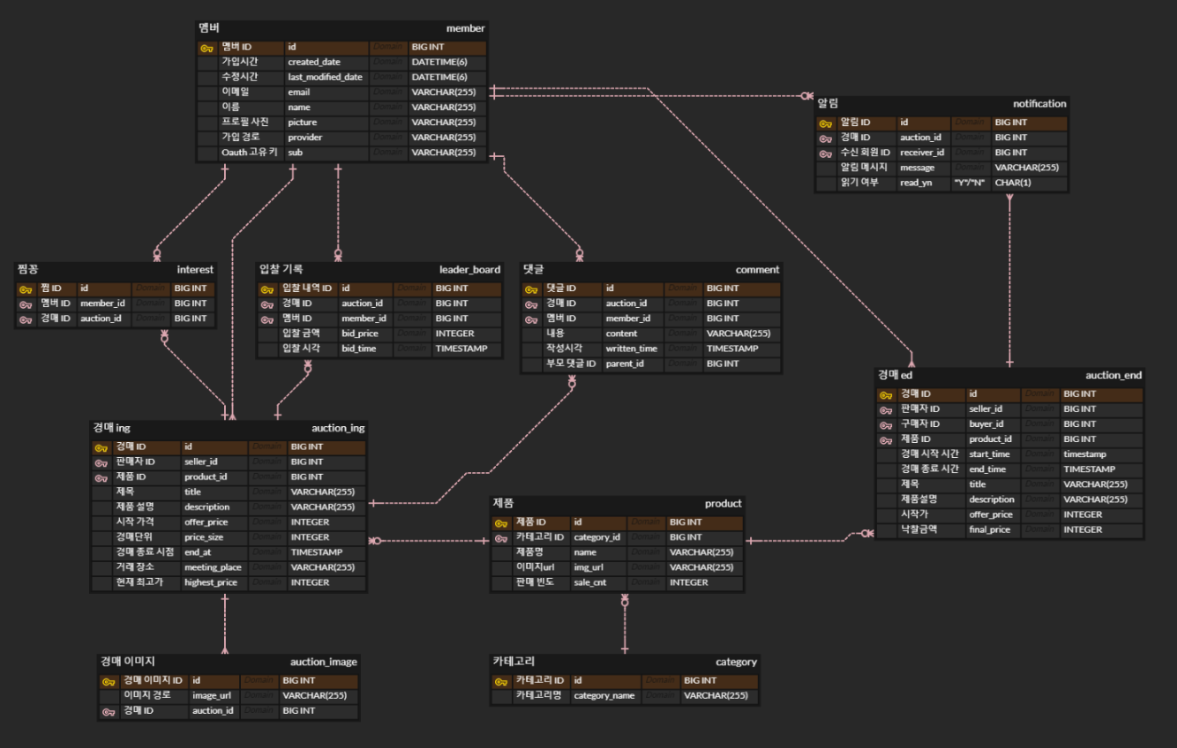 멤버 member
멤버 ID id Domain BIG INT
가입시간 created_date Domain DATETIME(6)
수정시간 last_modified_date Domain DATETIME(6)
이메일 email Domain VARCHAR(255)
이름 name Domain VARCHAR(255)
프로필 사진 picture Domain VARCHAR(255)
가입 경로 provider Domain VARCHAR(255)
Oauth 고유 키 sub Domain VARCHAR(255)
알림 notification
알림 ID id Domain BIG INT
경매 ID auction_id Domain BIG INT
수신 회원 ID receiver_id Domain BIG INT
알림 메시지 message Domain VARCHAR(255)
읽기 여부 read_yn "Y"/"N" CHAR(1)
찜꽁 interest
찜 ID id Domain BIG INT
멤버 ID member_id Domain BIG INT
경매 ID auction_id Domain BIG INT
입찰 기록 leader_board
입찰 내역 ID id Domain BIG INT
경매 ID auction_id Domain BIG INT
멤버 ID member_id Domain BIG INT
입찰 금액 bid_price Domain INTEGER
입찰 시각 bid_time Domain TIMESTAMP
댓글 comment
댓글 ID id Domain BIG INT
경매 ID auction_id Domain BIG INT
멤버 ID member_id Domain BIG INT
내용 content Domain VARCHAR(255)
작성시각 written_time Domain TIMESTAMP
부모 댓글 ID parent_id Domain BIG INT
경매 ed auction_end
경매 ID id Domain BIG INT
판매자 ID seller_id Domain BIG INT
구매자 ID buyer_id Domain BIG INT
제품 ID product_id Domain BIG INT
경매 시작 시간 start_time Domain timestamp
경매 종료 시간 end_time Domain TIMESTAMP
제목 title Domain VARCHAR(255)
제품설명 description Domain VARCHAR(255)
시작가 offer_price Domain INTEGER
낙찰금액 final_price Domain INTEGER
경매 ing auction_ing
경매 ID id Domain BIG INT
판매자 ID seller_id Domain BIG INT
제품 ID product_id Domain BIG INT
제목 title Domain VARCHAR(255)
제품 설명 description Domain VARCHAR(255)
시작 가격 offer_price Domain INTEGER
경매단위 price_size Domain INTEGER
경매 종료 시점 end_at Domain TIMESTAMP
거래 장소 meeting_place Domain VARCHAR(255)
현재 최고가 highest_price Domain INTEGER
제품 product
제품 ID id Domain BIG INT
카테고리 ID category_id Domain BIG INT
제품명 name Domain VARCHAR(255)
이미지url img_url Domain VARCHAR(255)
판매 빈도 sale_cnt Domain INTEGER
경매 이미지 auction_image
경매 이미지 ID id Domain BIG INT
이미지 경로 image_url Domain VARCHAR(255)
경매 ID auction_id Domain BIG INT
카테고리 category
카테고리 ID id Domain BIG INT
카테고리명 category_name Domain VARCHAR(255)